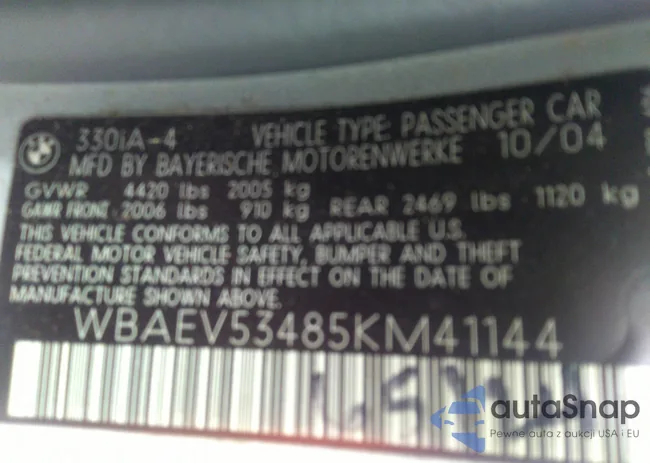 330iA-4 VEHICLE TYPE: PASSENGER CAR
MFD BY BAYERISCHE MOTORENWERKE 10/04
GVWR 4420 lbs 2005 kg
GAWR FRONT: 2006 lbs 910 kg REAR 2469 lbs 1120 kg
THIS VEHICLE CONFORMS TO ALL APPLICABLE U.S.
FEDERAL MOTOR VEHICLE SAFETY, BUMPER AND THEFT
PREVENTION STANDARDS IN EFFECT ON THE DATE OF
MANUFACTURE SHOWN ABOVE.
WBAEV53485KM41144
autoSnap
Pewne auta z aukcji USA i EU